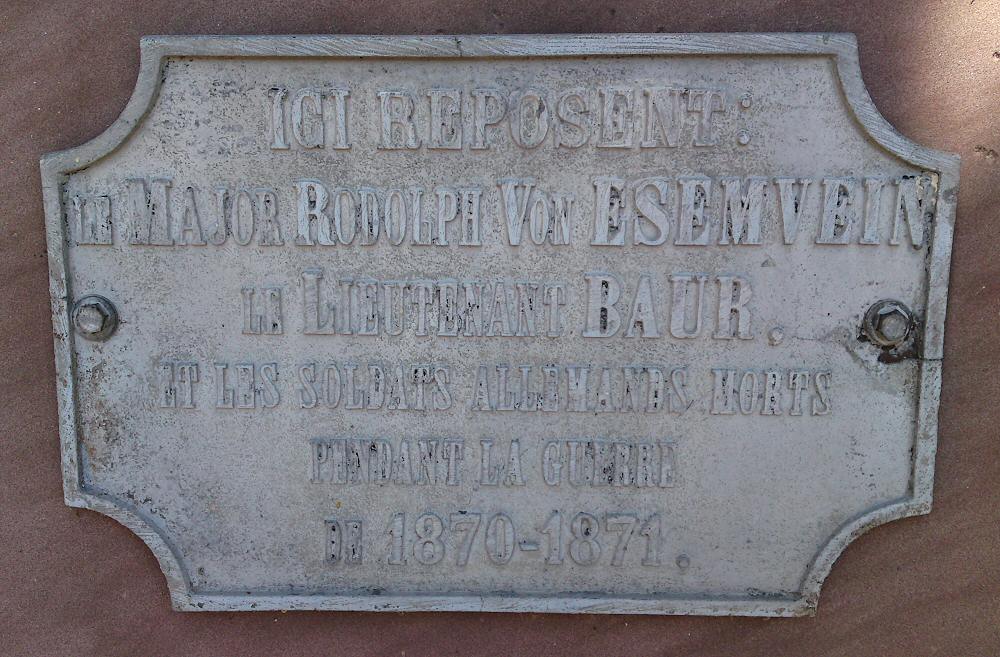 ICI REPOSENT:
LE MAJOR RODOLPH VON ESEMVEIN
LE LIEUTENANT BAUR.
ET LES SOLDATS ALLEMANDS MORTS
PENDANT LA GUERRE
DE 1870-1871.